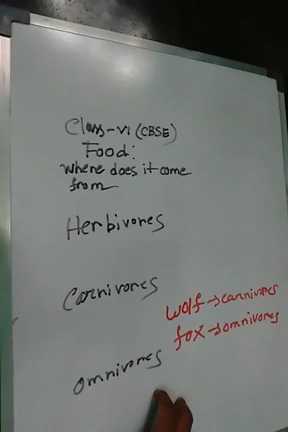 Class-VI (CBSE)
Food:
where does it come
from
Herbivores
Carnivores
wolf → carnivores
fox → omnivores
omnivores